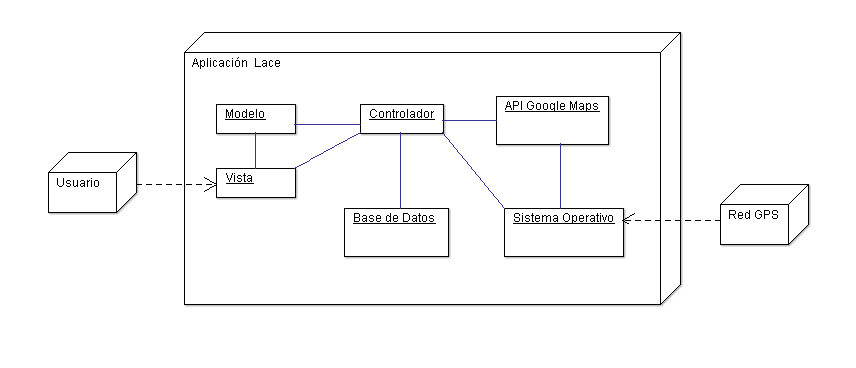 Aplicación Lace
Modelo
Controlador
API Google Maps
Usuario
Vista
Base de Datos
Sistema Operativo
Red GPS